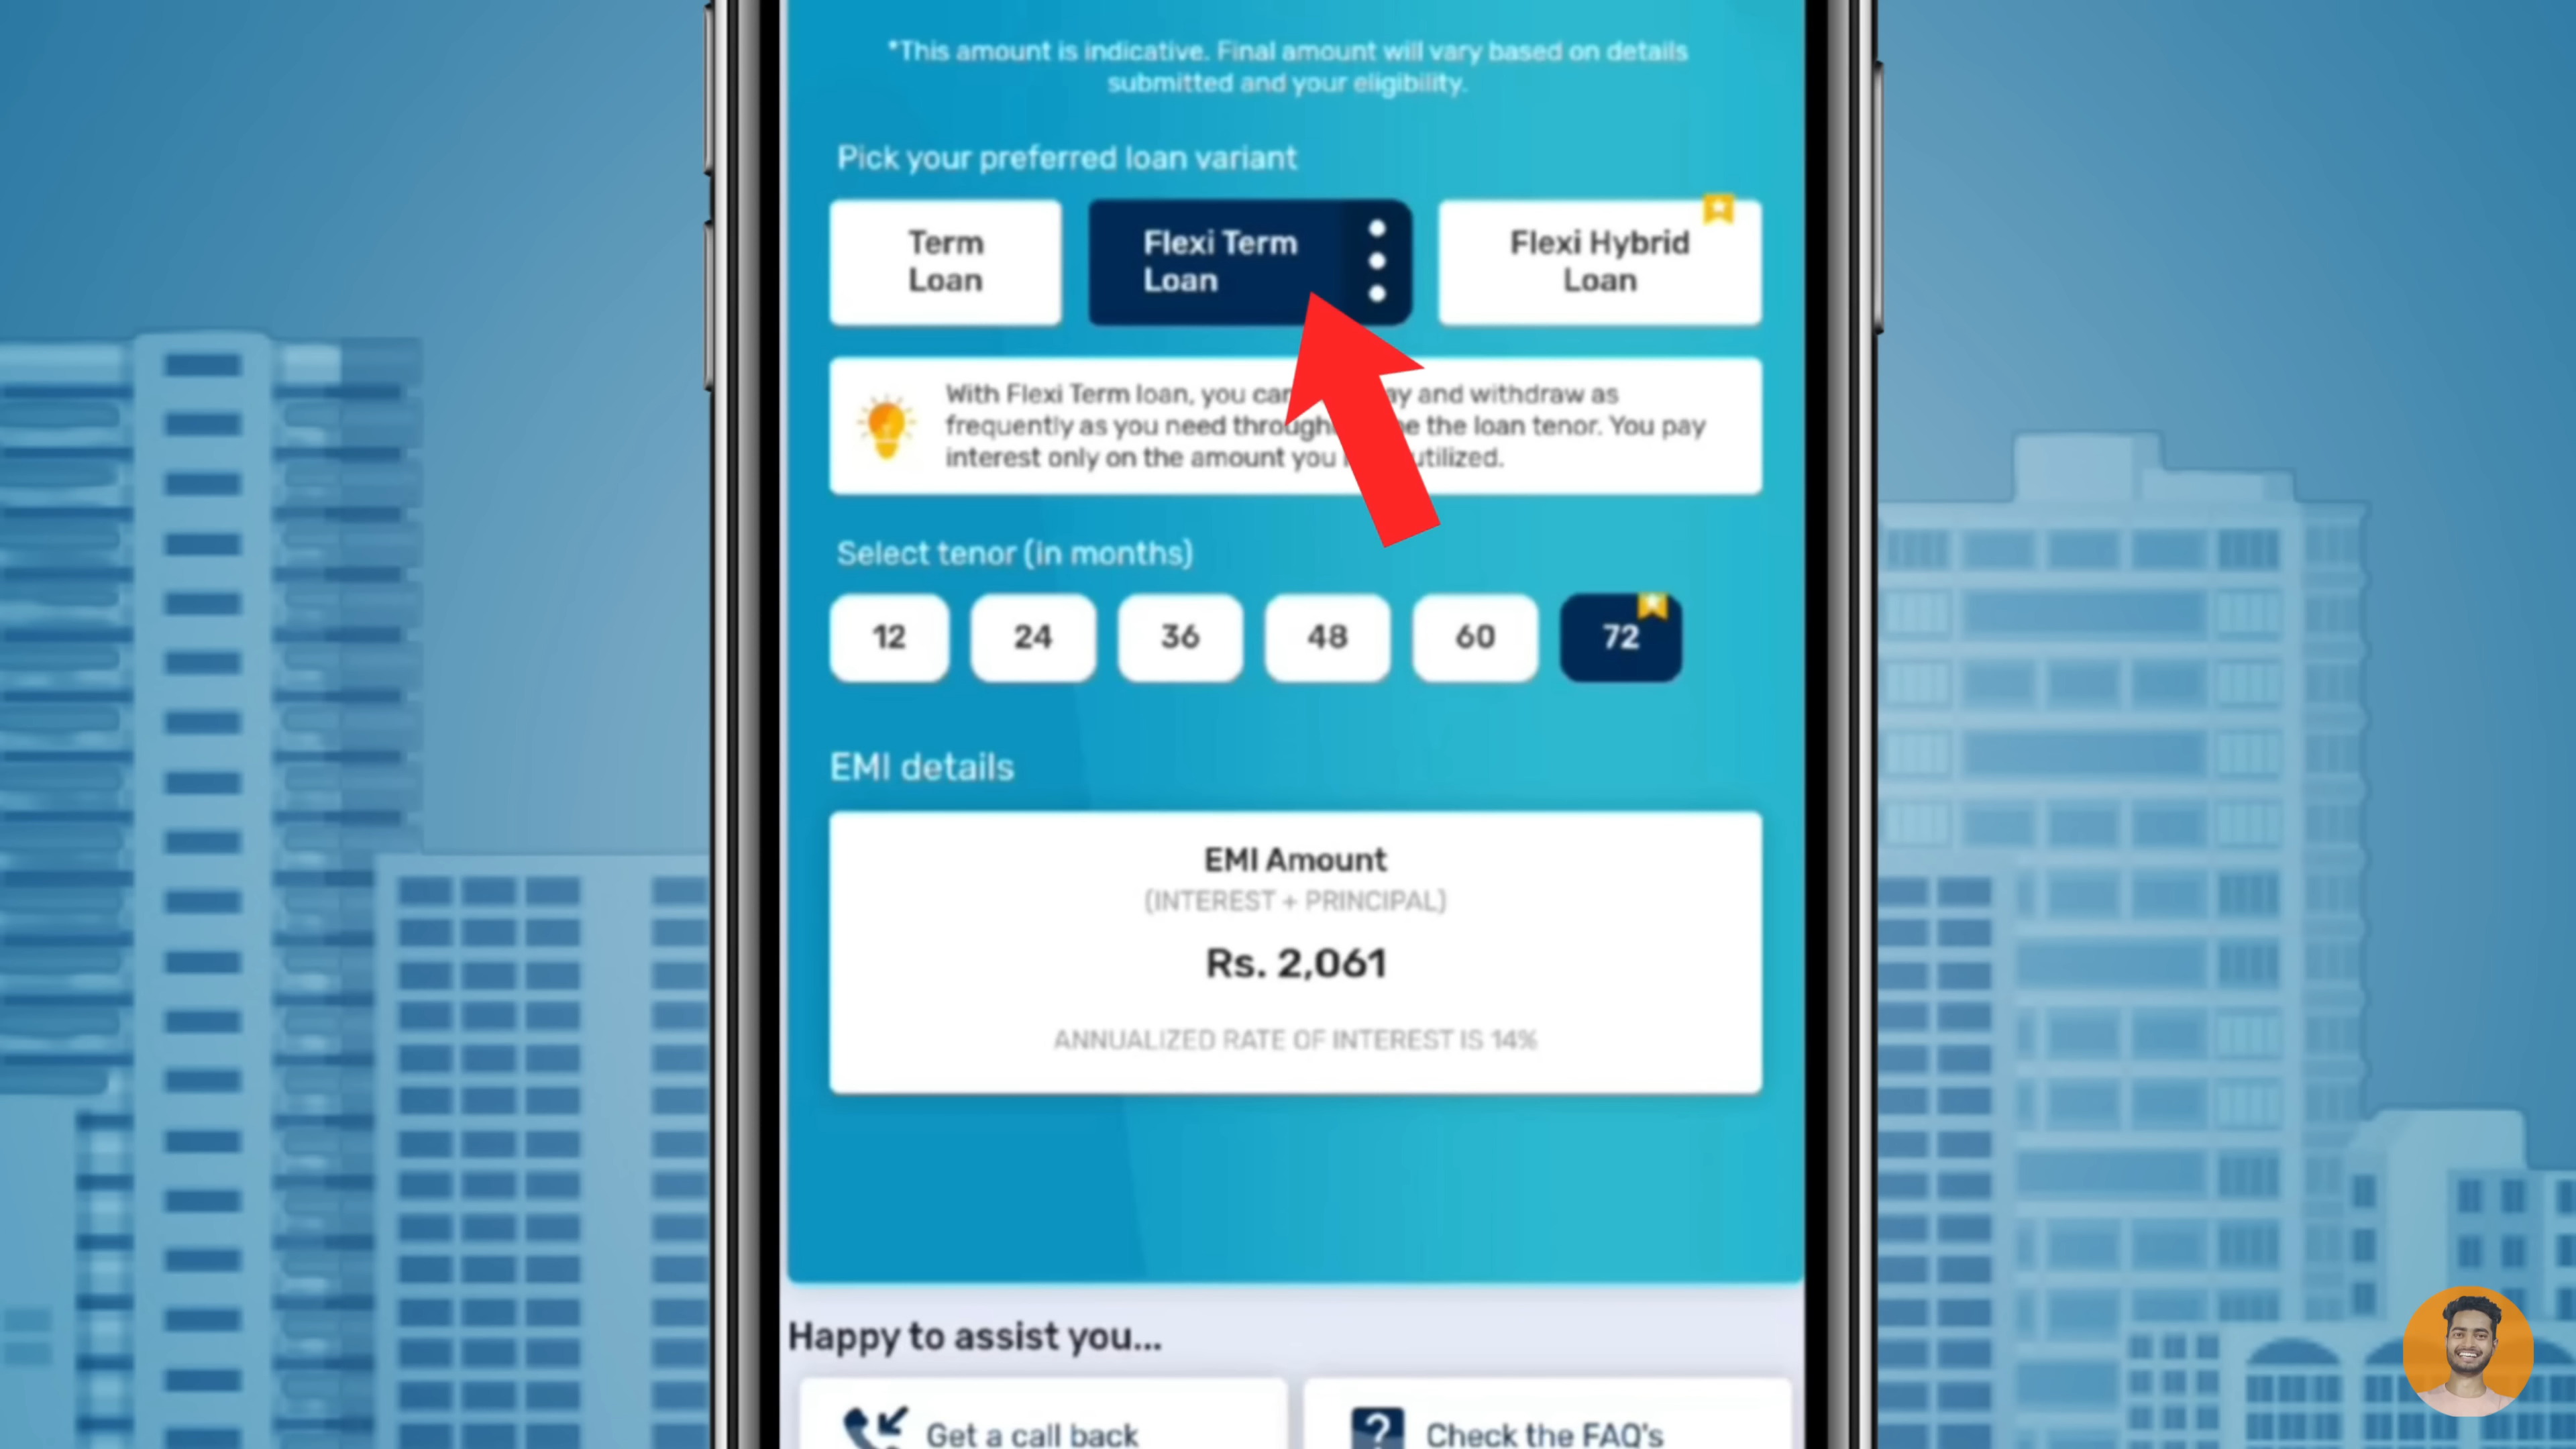 *This amount is indicative. Final amount will vary based on details
submitted and your eligibility.
Pick your preferred loan variant
Term
Loan
Flexi Term
Loan
Flexi Hybrid
Loan
With Flexi Term loan, you can ay and withdraw as
frequently as you need through the loan tenor. You pay
interest only on the amount you utilized.
Select tenor (in months)
12
24
36
48
60
72
EMI details
EMI Amount
(INTEREST + PRINCIPAL)
Rs. 2,061
ANNUALIZED RATE OF INTEREST IS 14%
Happy to assist you...
Get a call back
Check the FAQ's